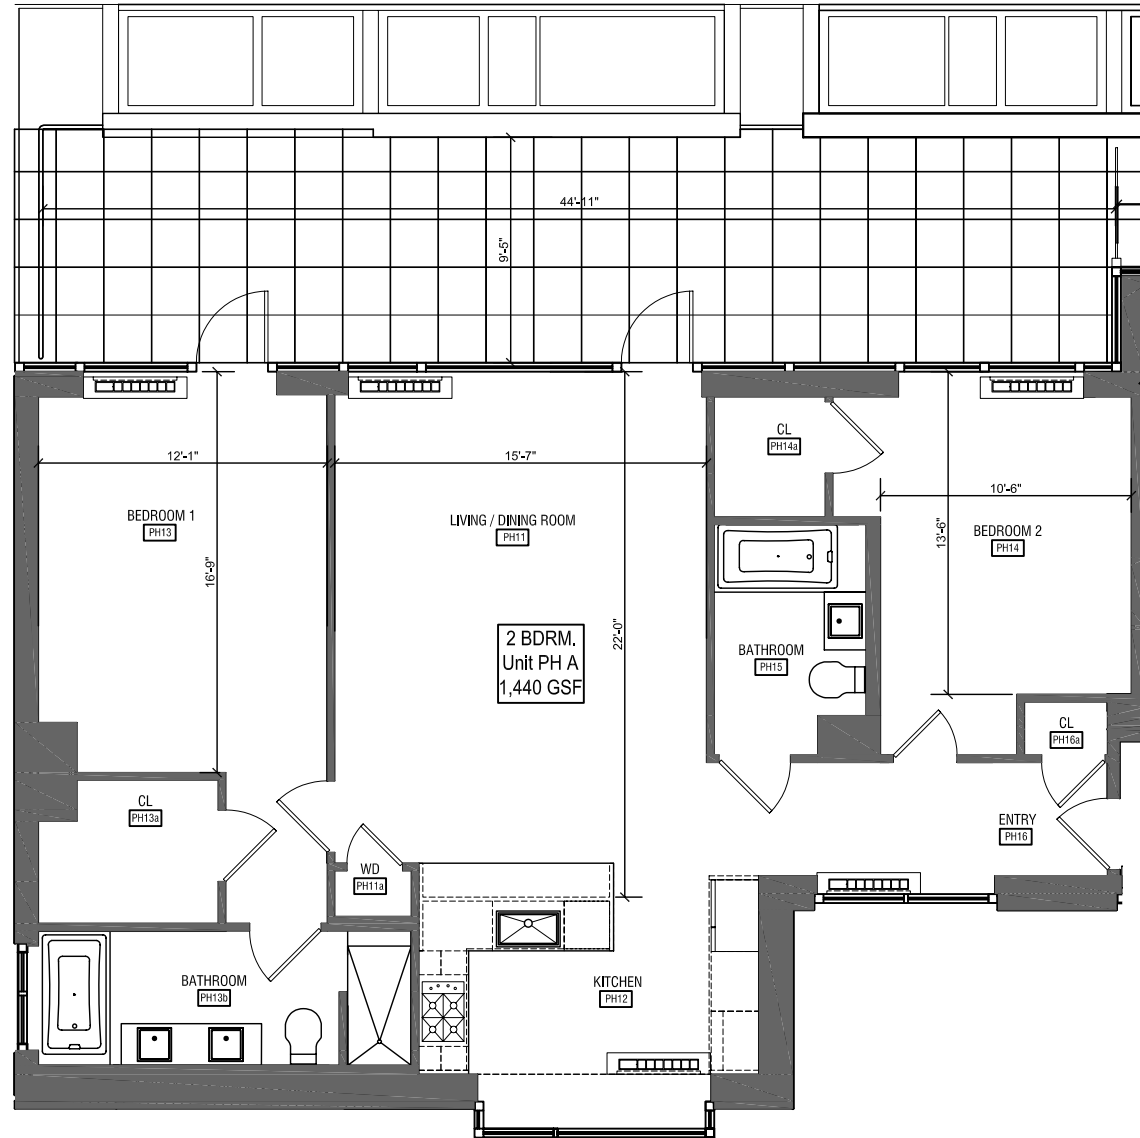 44'-11"
9'-5"
CL
PH14a
12'-1"
15'-7"
10'-6"
BEDROOM 1
PH13
LIVING / DINING ROOM
PH11
BEDROOM 2
PH14
13'-6"
16'-9"
22'-0"
2 BDRM.
Unit PH A
1,440 GSF
BATHROOM
PH15
CL
PH16a
CL
PH13a
ENTRY
PH16
WD
PH11a
BATHROOM
PH13b
KITCHEN
PH12